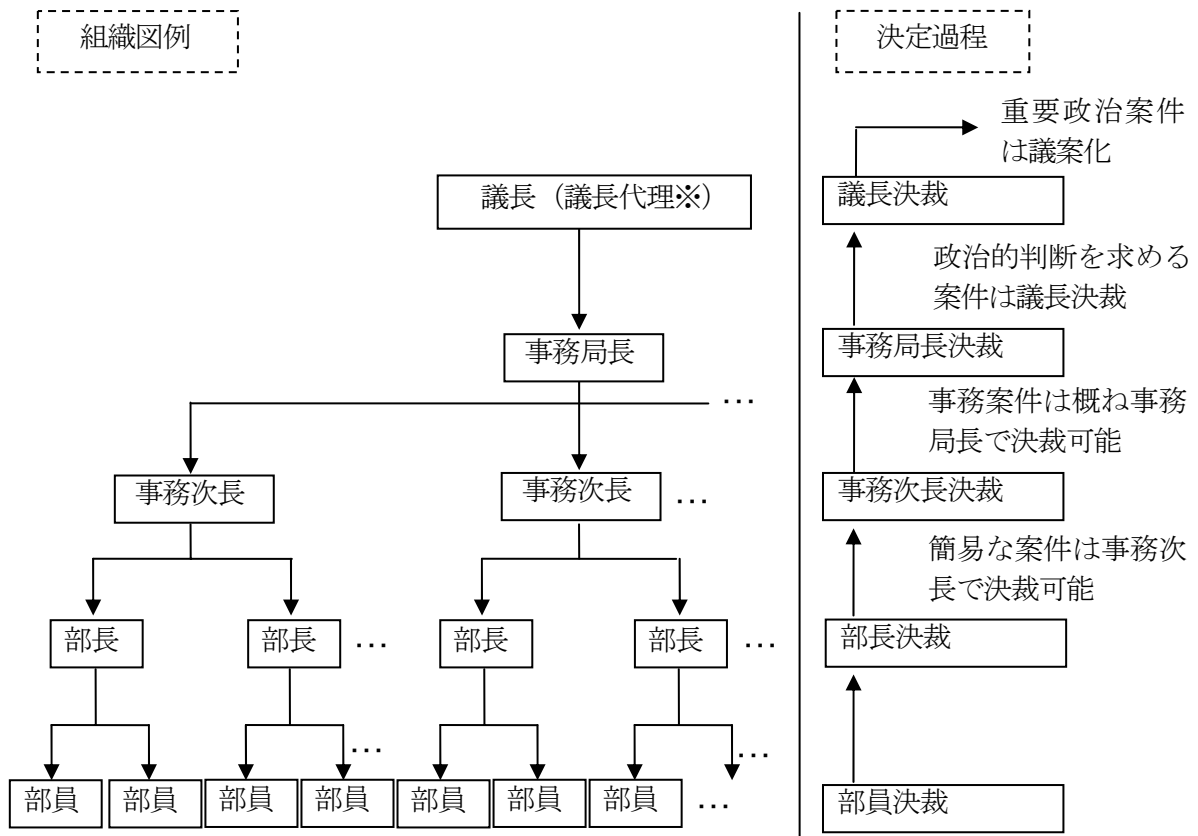 組織図例
決定過程
重要政治案件
は議案化
議長（議長代理※）
議長決裁
政治的判断を求める
案件は議長決裁
事務局長
事務局長決裁
…
事務案件は概ね事務
局長で決裁可能
事務次長
事務次長
…
事務次長決裁
簡易な案件は事務次
長で決裁可能
部長
部長
…
部長
部長
…
部長決裁
…
…
部員
部員
部員
部員
部員
部員
部員
…
部員決裁